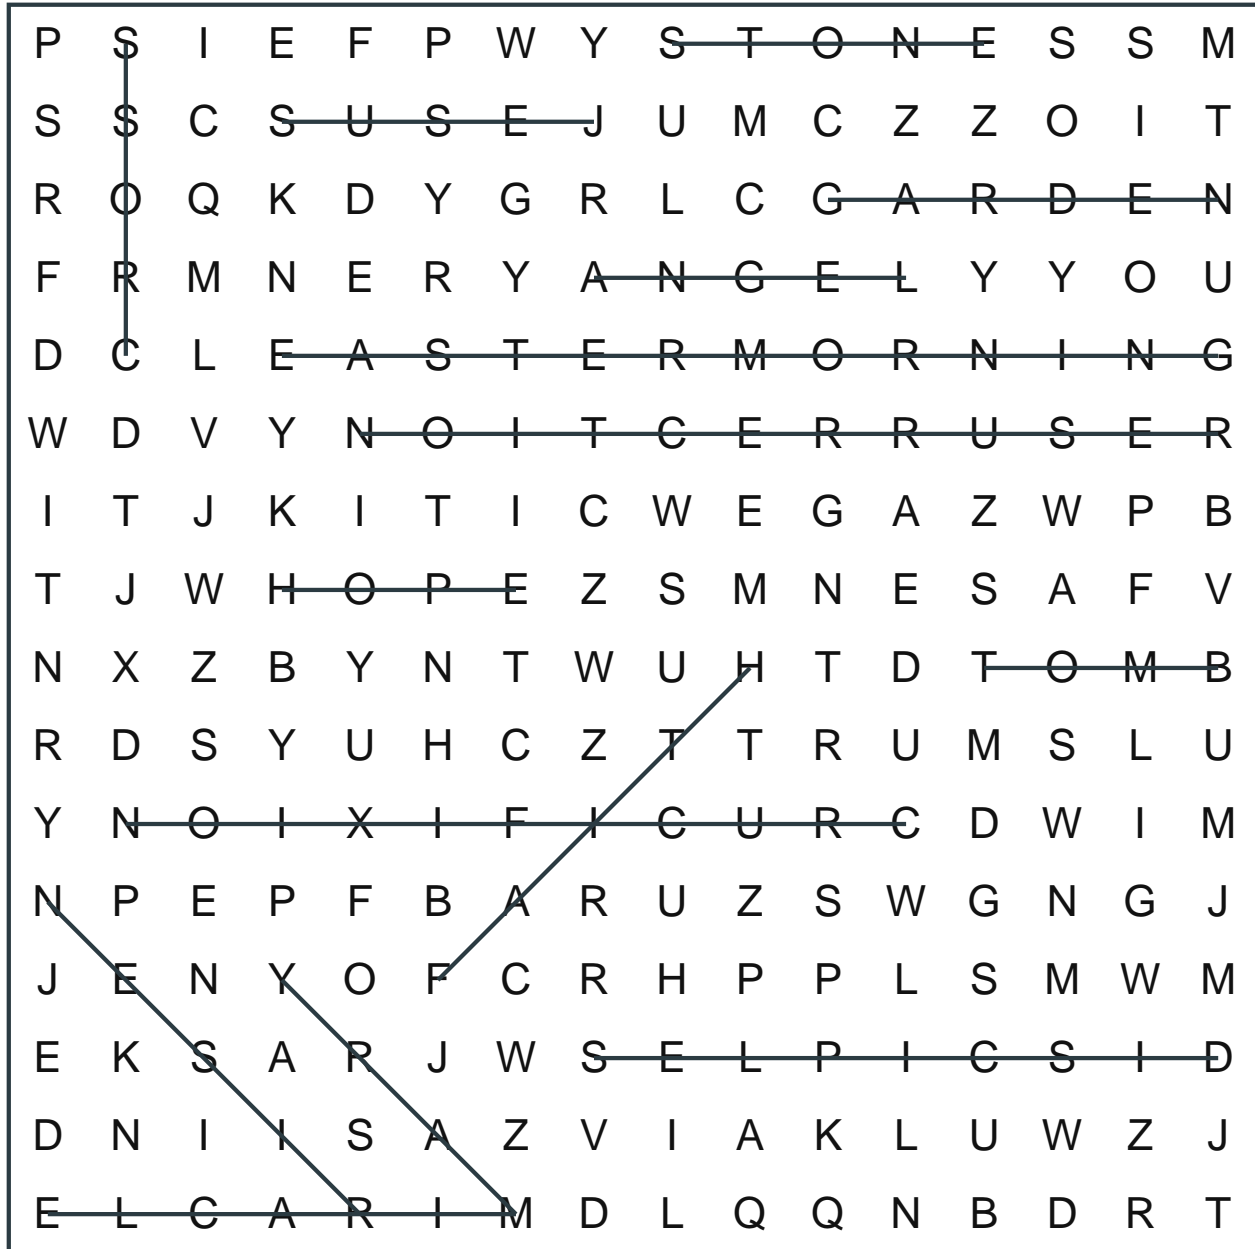 P S I E F P W Y S T O N E S S M
S S C S U S E J U M C Z Z O I T
R O Q K D Y G R L C G A R D E N
F R M N E R Y A N G E L Y Y O U
D C L E A S T E R M O R N I N G
W D V Y N O I T C E R R U S E R
I T J K I T I C W E G A Z W P B
T J W H O P E Z S M N E S A F V
N X Z B Y N T W U H T D T O M B
R D S Y U H C Z T T R U M S L U
Y N O I X I F I C U R C D W I M
N P E P F B A R U Z S W G N G J
J E N Y O F C R H P P L S M W M
E K S A R J W S E L P I C S I D
D N I I S A Z V I A K L U W Z J
E L C A R I M D L Q Q N B D R T